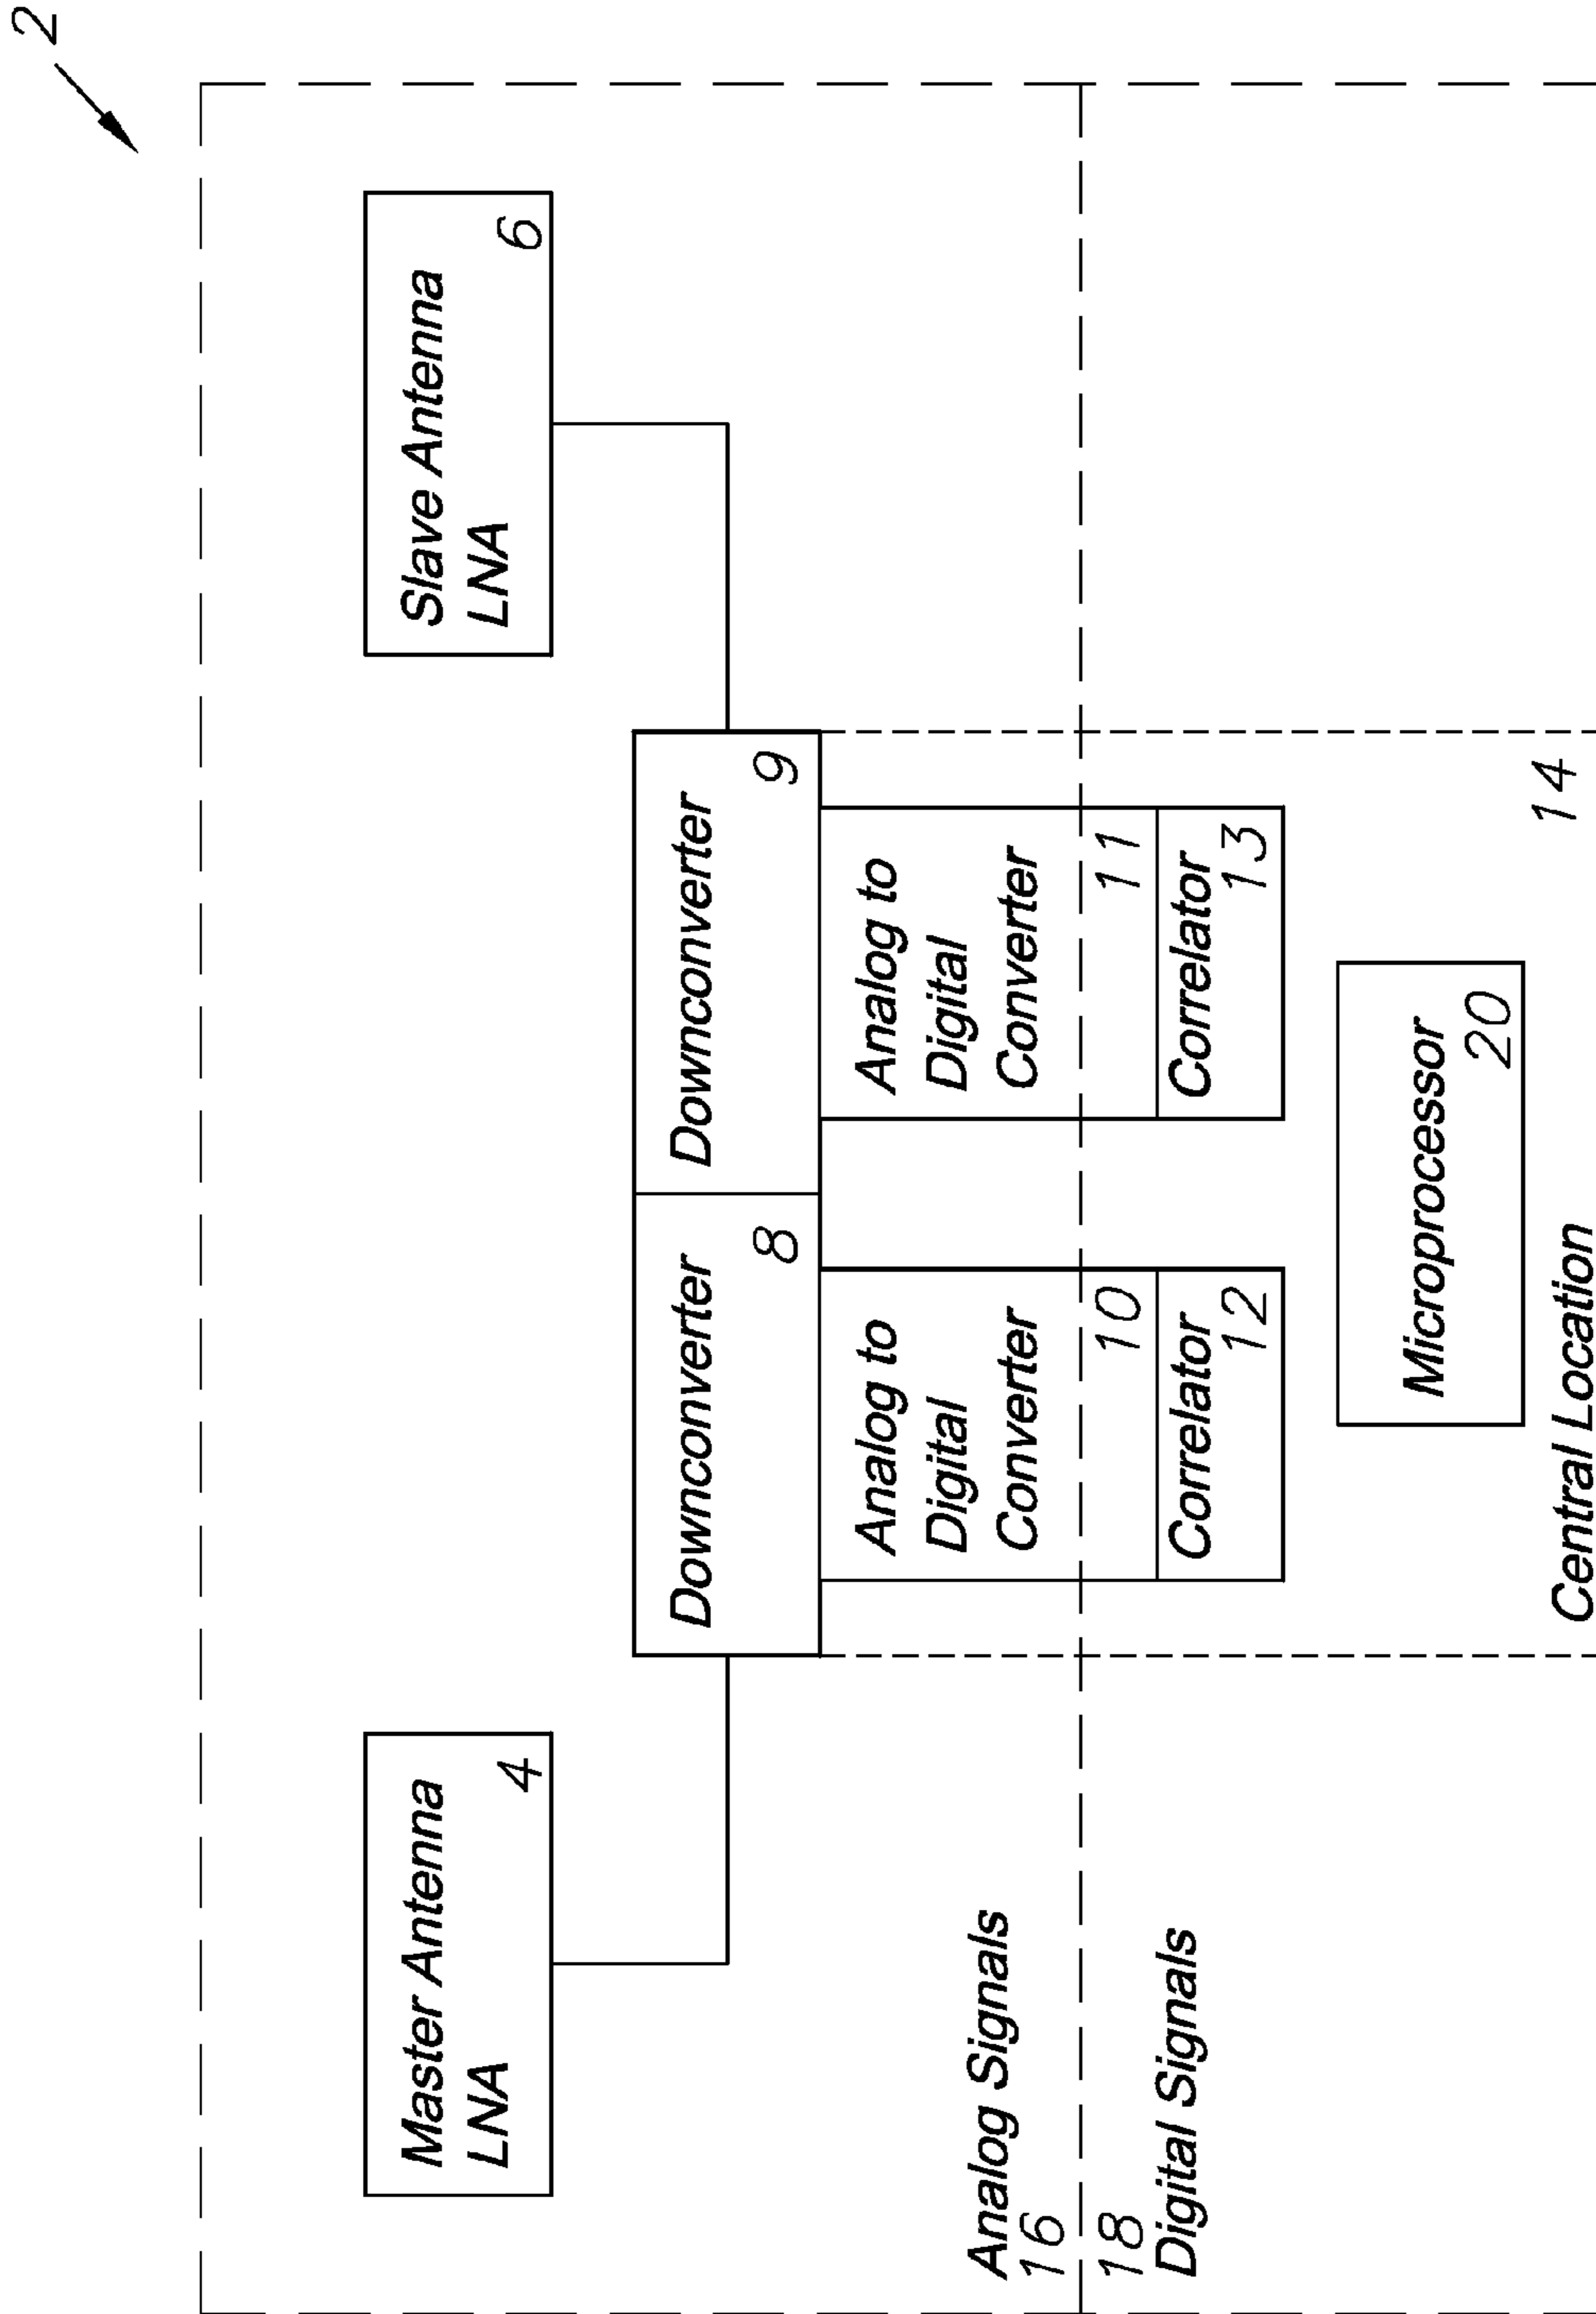 2
Master Antenna
LNA
4
Slave Antenna
LNA
6
Downconverter
8
Downconverter
9
Analog to
Digital
Converter
10
Analog to
Digital
Converter
11
Analog Signals
16
18
Digital Signals
Correlator
12
Correlator
13
Microprocessor
20
Central Location
14